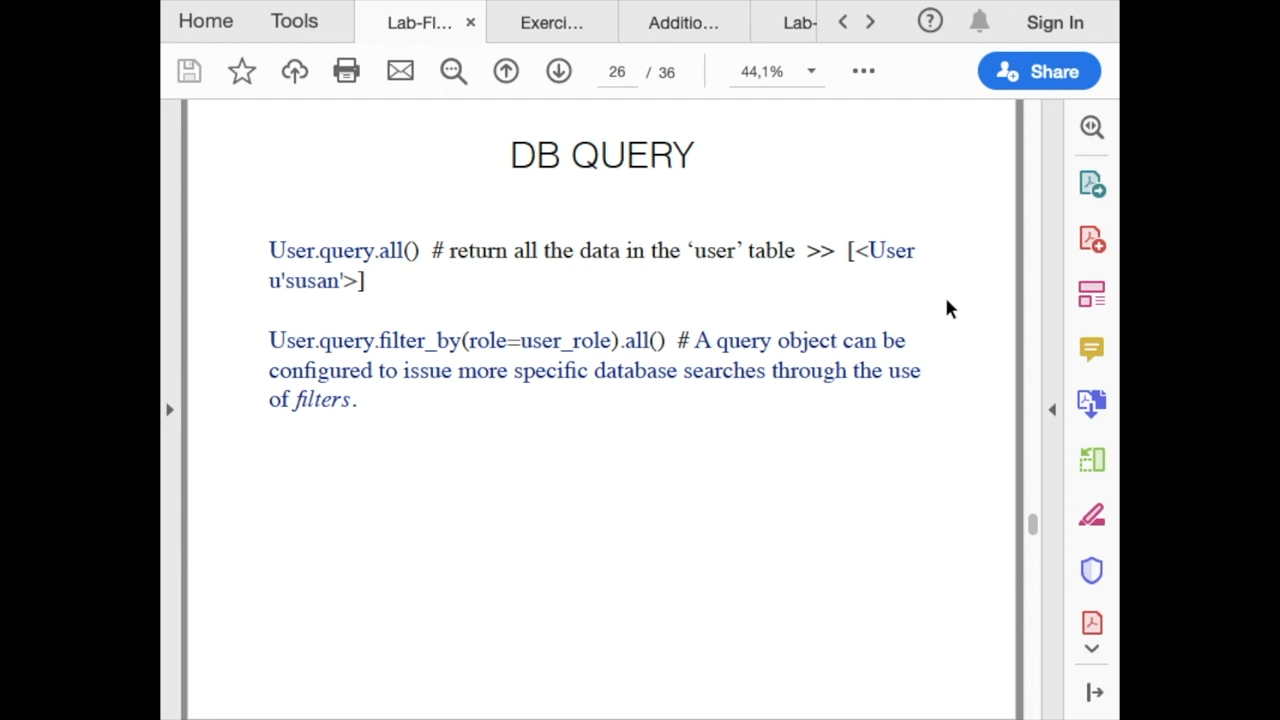 Home Tools Lab-Fl... × Exerci... Additio... Lab- Sign In
26 / 36 44,1% Share
DB QUERY
User.query.all() # return all the data in the ‘user’ table >> [<User
u'susan'>]
User.query.filter_by(role=user_role).all() # A query object can be
configured to issue more specific database searches through the use
of filters.